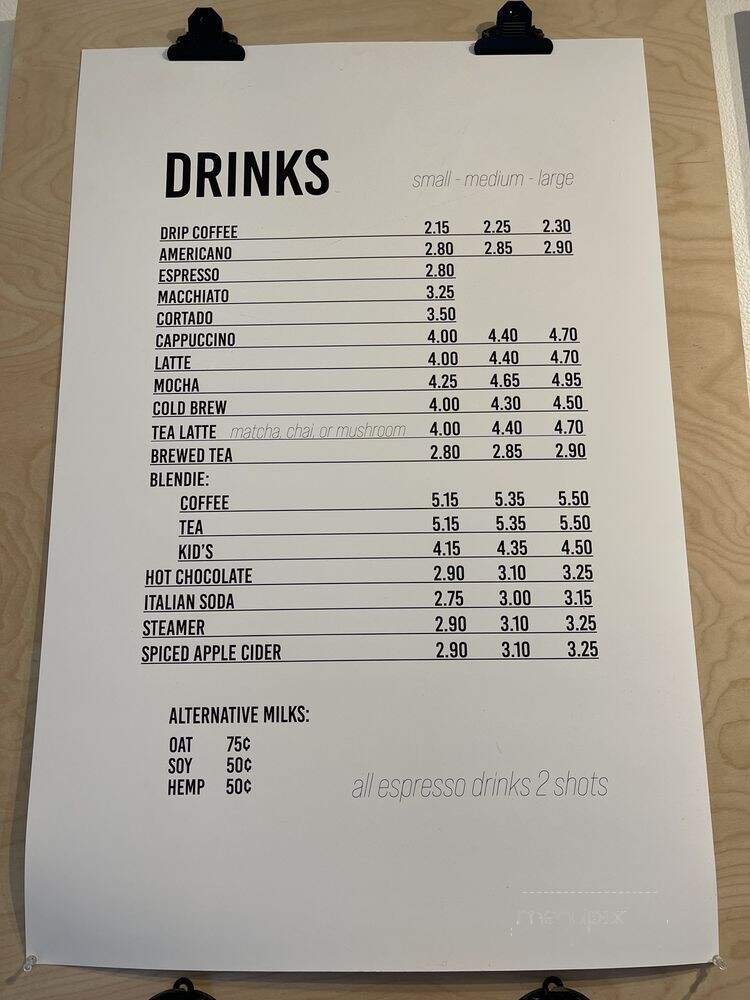 DRINKS small - medium - large
DRIP COFFEE 2.15 2.25 2.30
AMERICANO 2.80 2.85 2.90
ESPRESSO 2.80
MACCHIATO 3.25
CORTADO 3.50
CAPPUCCINO 4.00 4.40 4.70
LATTE 4.00 4.40 4.70
MOCHA 4.25 4.65 4.95
COLD BREW 4.00 4.30 4.50
TEA LATTE matcha, chai, or mushroom 4.00 4.40 4.70
BREWED TEA 2.80 2.85 2.90
BLENDIE:
COFFEE 5.15 5.35 5.50
TEA 5.15 5.35 5.50
KID'S 4.15 4.35 4.50
HOT CHOCOLATE 2.90 3.10 3.25
ITALIAN SODA 2.75 3.00 3.15
STEAMER 2.90 3.10 3.25
SPICED APPLE CIDER 2.90 3.10 3.25
ALTERNATIVE MILKS:
OAT 75¢
SOY 50¢
HEMP 50¢
all espresso drinks 2 shots
menupix